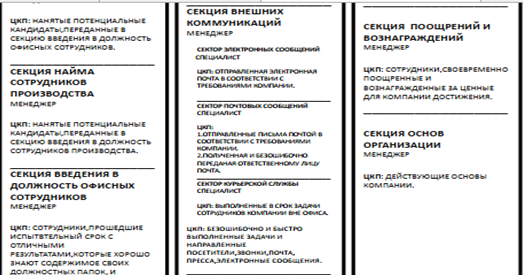 ЦКП: НАНЯТЫЕ ПОТЕНЦИАЛЬНЫЕ
КАНДИДАТЫ,ПЕРЕДАННЫЕ В
СЕКЦИЮ ВВЕДЕНИЯ В ДОЛЖНОСТЬ
ОФИСНЫХ СОТРУДНИКОВ.
СЕКЦИЯ НАЙМА
СОТРУДНИКОВ
ПРОИЗВОДСТВА
МЕНЕДЖЕР
ЦКП: НАНЯТЫЕ ПОТЕНЦИАЛЬНЫЕ
КАНДИДАТЫ,ПЕРЕДАННЫЕ В
СЕКЦИЮ ВВЕДЕНИЯ В ДОЛЖНОСТЬ
СОТРУДНИКОВ ПРОИЗВОДСТВА.
СЕКЦИЯ ВВЕДЕНИЯ В
ДОЛЖНОСТЬ ОФИСНЫХ
СОТРУДНИКОВ
МЕНЕДЖЕР
ЦКП: СОТРУДНИКИ,ПРОШЕДШИЕ
ИСПЫТВТЕЛЬНЫЙ СРОК С
ОТЛИЧНЫМИ
РЕЗУЛЬТАТАМИ,КОТОРЫЕ ХОРОШО
ЗНАЮТ СОДЕРЖИМОЕ СВОИХ
ДОЛЖНОСТНЫХ ПАПОК, И
СЕКЦИЯ ВНЕШНИХ
КОММУНИКАЦИЙ
МЕНЕДЖЕР
СЕКТОР ЭЛЕКТРОННЫХ СООБЩЕНИЙ
СПЕЦИАЛИСТ
ЦКП: ОТПРАВЛЕННАЯ ЭЛЕКТРОННАЯ
ПОЧТА В СООТВЕТСТВИИ С
ТРЕБОВАНИЯМИ КОМПАНИИ.
СЕКТОР ПОЧТОВЫХ СООБЩЕНИЙ
СПЕЦИАЛИСТ
ЦКП:
1.ОТПРАВЛЕННЫЕ ПИСЬМА ПОЧТОЙ В
СООТВЕТСТВИИ С ТРЕБОВАНИЯМИ
КОМПАНИИ.
2.ПОЛУЧЕННАЯ И БЕЗОШИБОЧНО
ПЕРЕДАНАЯ ОТВЕТСТВЕННОМУ ЛИЦУ
ПОЧТА.
СЕКТОР КУРЬЕРСКОЙ СЛУЖБЫ
СПЕЦИАЛИСТ
ЦКП: ВЫПОЛНЕННЫЕ В СРОК ЗАДАЧИ
СОТРУДНИКОВ КОМПАНИИ ВНЕ ОФИСА.
ЦКП: БЕЗОШИБОЧНО И БЫСТРО
ВЫПОЛНЕННЫЕ ЗАДАЧИ И
НАПРАВЛЕННЫЕ
ПОСЕТИТЕЛИ,ЗВОНКИ,ПОЧТА,
ПРЕССА,ЭЛЕКТРОННЫЕ СООБЩЕНИЯ.
СЕКЦИЯ ПООЩРЕНИЙ И
ВОЗНАГРАЖДЕНИЙ
МЕНЕДЖЕР
ЦКП: СОТРУДНИКИ,СВОЕВРЕМЕННО
ПООЩРЕННЫЕ И
ВОЗНАГРАЖДЕННЫЕ ЗА ЦЕННЫЕ
ДЛЯ КОМПАНИИ ДОСТИЖЕНИЯ.
СЕКЦИЯ ОСНОВ
ОРГАНИЗАЦИИ
МЕНЕДЖЕР
ЦКП: ДЕЙСТВУЮЩИЕ ОСНОВЫ
КОМПАНИИ.